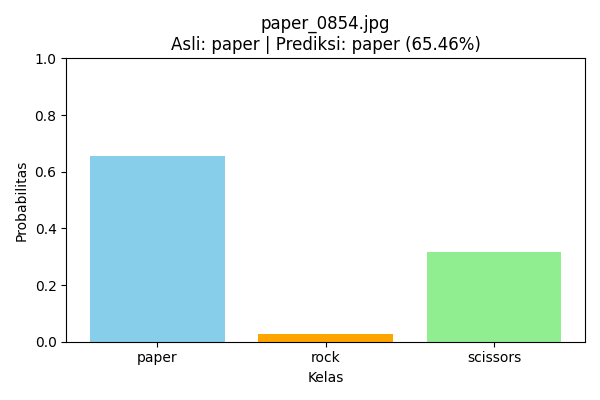 paper_0854.jpg
Asli: paper | Prediksi: paper (65.46%)
1.0
0.8
0.6
0.4
0.2
0.0
Probabilitas
paper
rock
scissors
Kelas